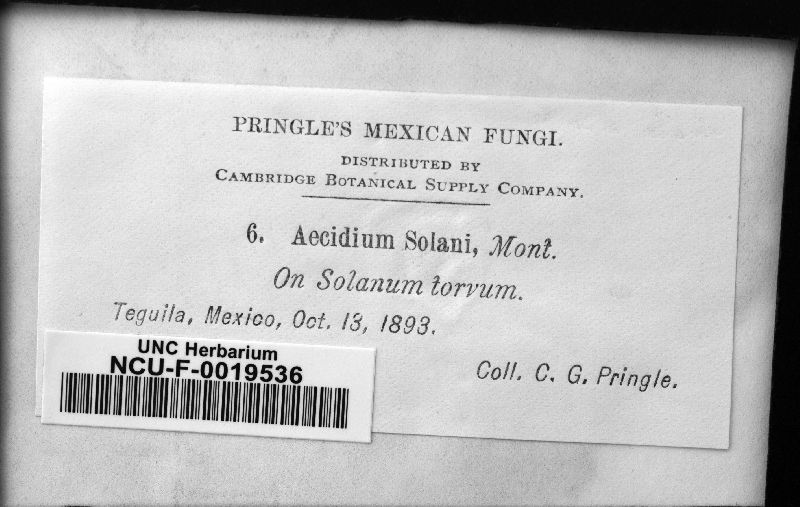 PRINGLE'S MEXICAN FUNGI.
DISTRIBUTED BY
CAMBRIDGE BOTANICAL SUPPLY COMPANY.
6. Aecidium Solani, Mont.
On Solanum torvum.
Teguila, Mexico, Oct. 13, 1893.
Coll. C. G. Pringle.
UNC Herbarium
NCU-F-0019536